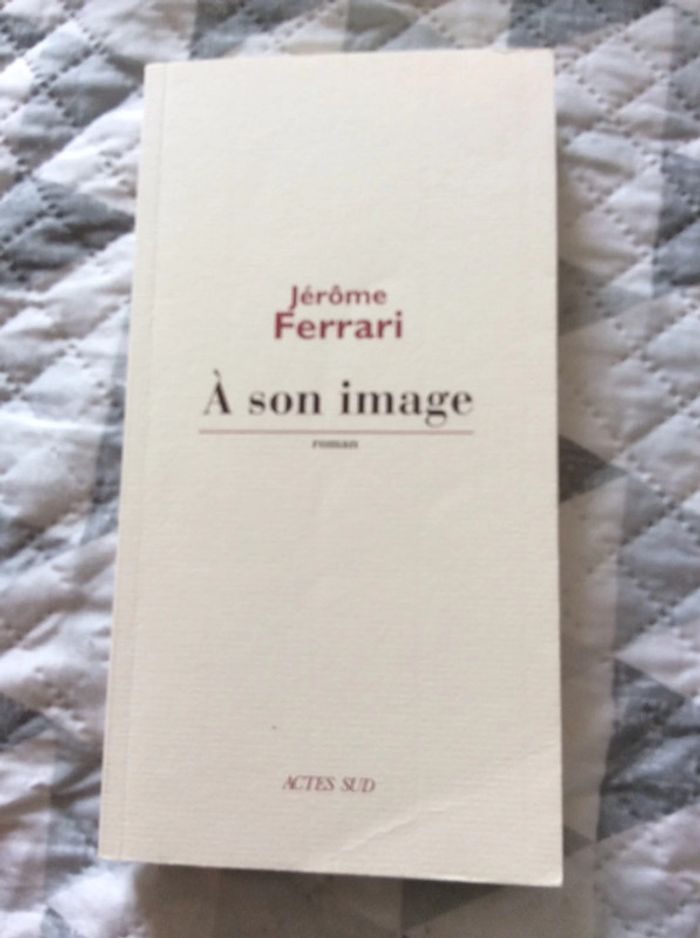 Jérôme
Ferrari
À son image
roman
ACTES SUD